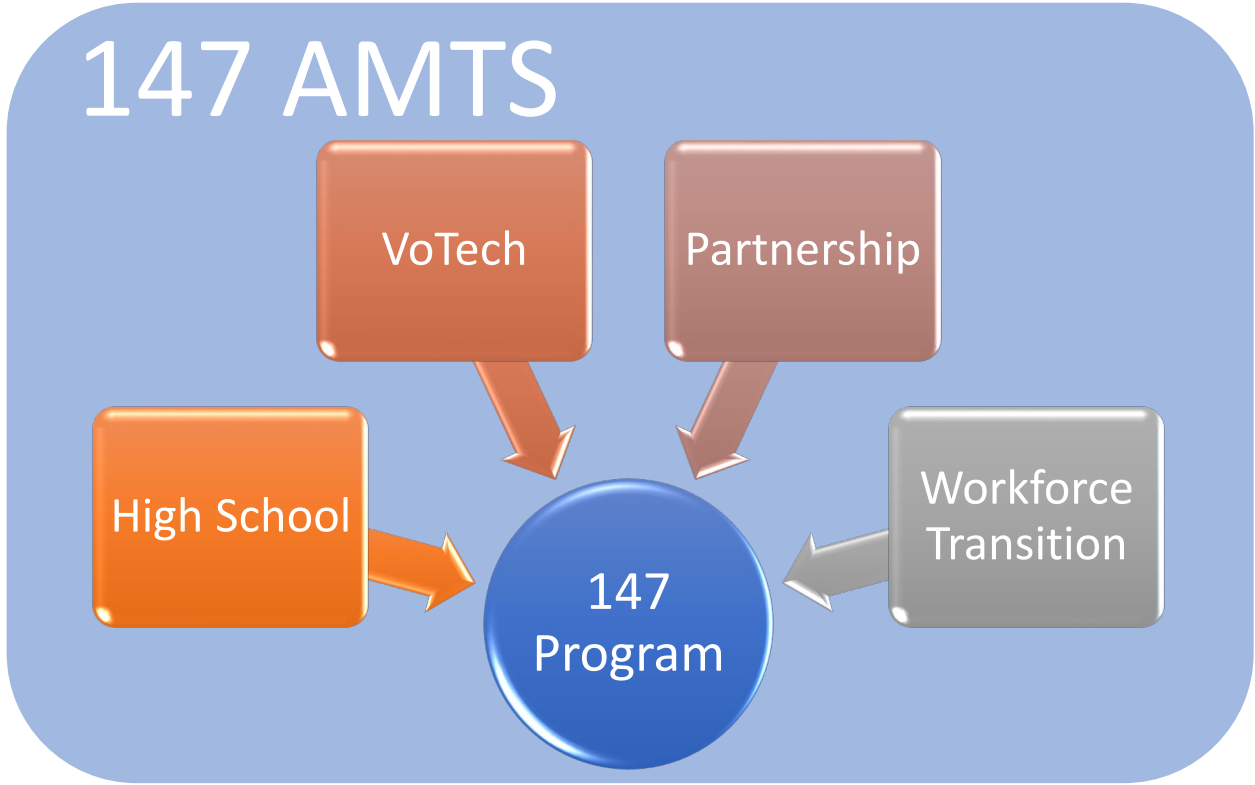 147 AMTS
VoTech
Partnership
High School
Workforce
Transition
147
Program